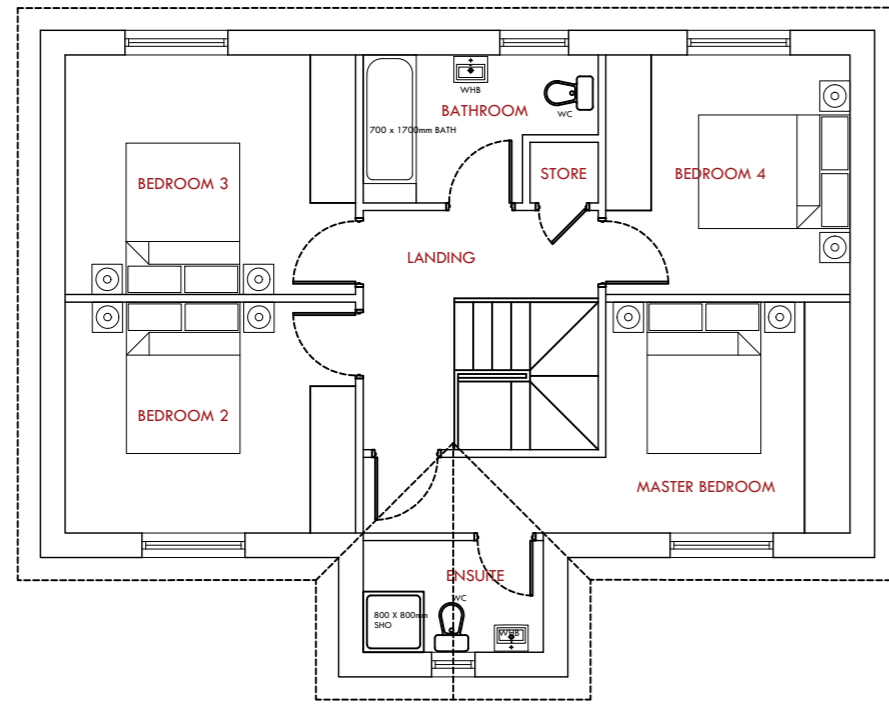 WHB
BATHROOM
WC
700 x 1700mm BATH
BEDROOM 3
STORE
BEDROOM 4
LANDING
BEDROOM 2
MASTER BEDROOM
ENSUITE
WC
800 X 800mm
SHO
WHB